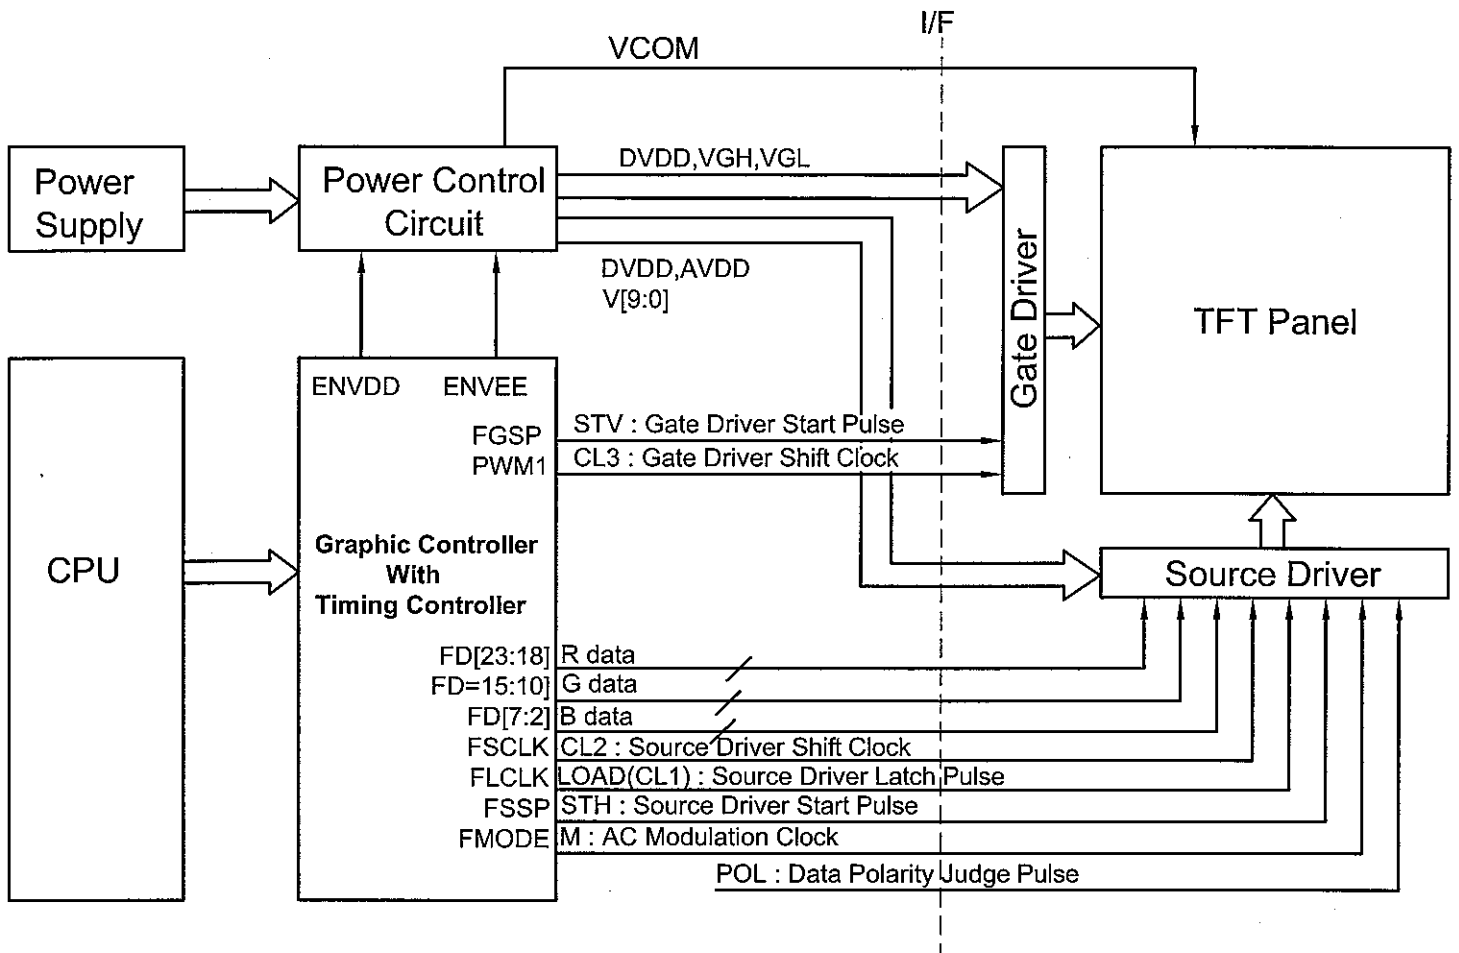 I/F
VCOM
Power
Supply
Power Control
Circuit
DVDD,VGH,VGL
DVDD,AVDD
V[9:0]
Gate Driver
TFT Panel
CPU
ENVDD
ENVEE
FGSP
STV : Gate Driver Start Pulse
PWM1
CL3 : Gate Driver Shift Clock
Graphic Controller
With
Timing Controller
Source Driver
FD[23:18]
R data
FD=15:10]
G data
FD[7:2]
B data
FSCLK
CL2 : Source Driver Shift Clock
FLCLK
LOAD(CL1) : Source Driver Latch Pulse
FSSP
STH : Source Driver Start Pulse
FMODE
M : AC Modulation Clock
POL : Data Polarity Judge Pulse